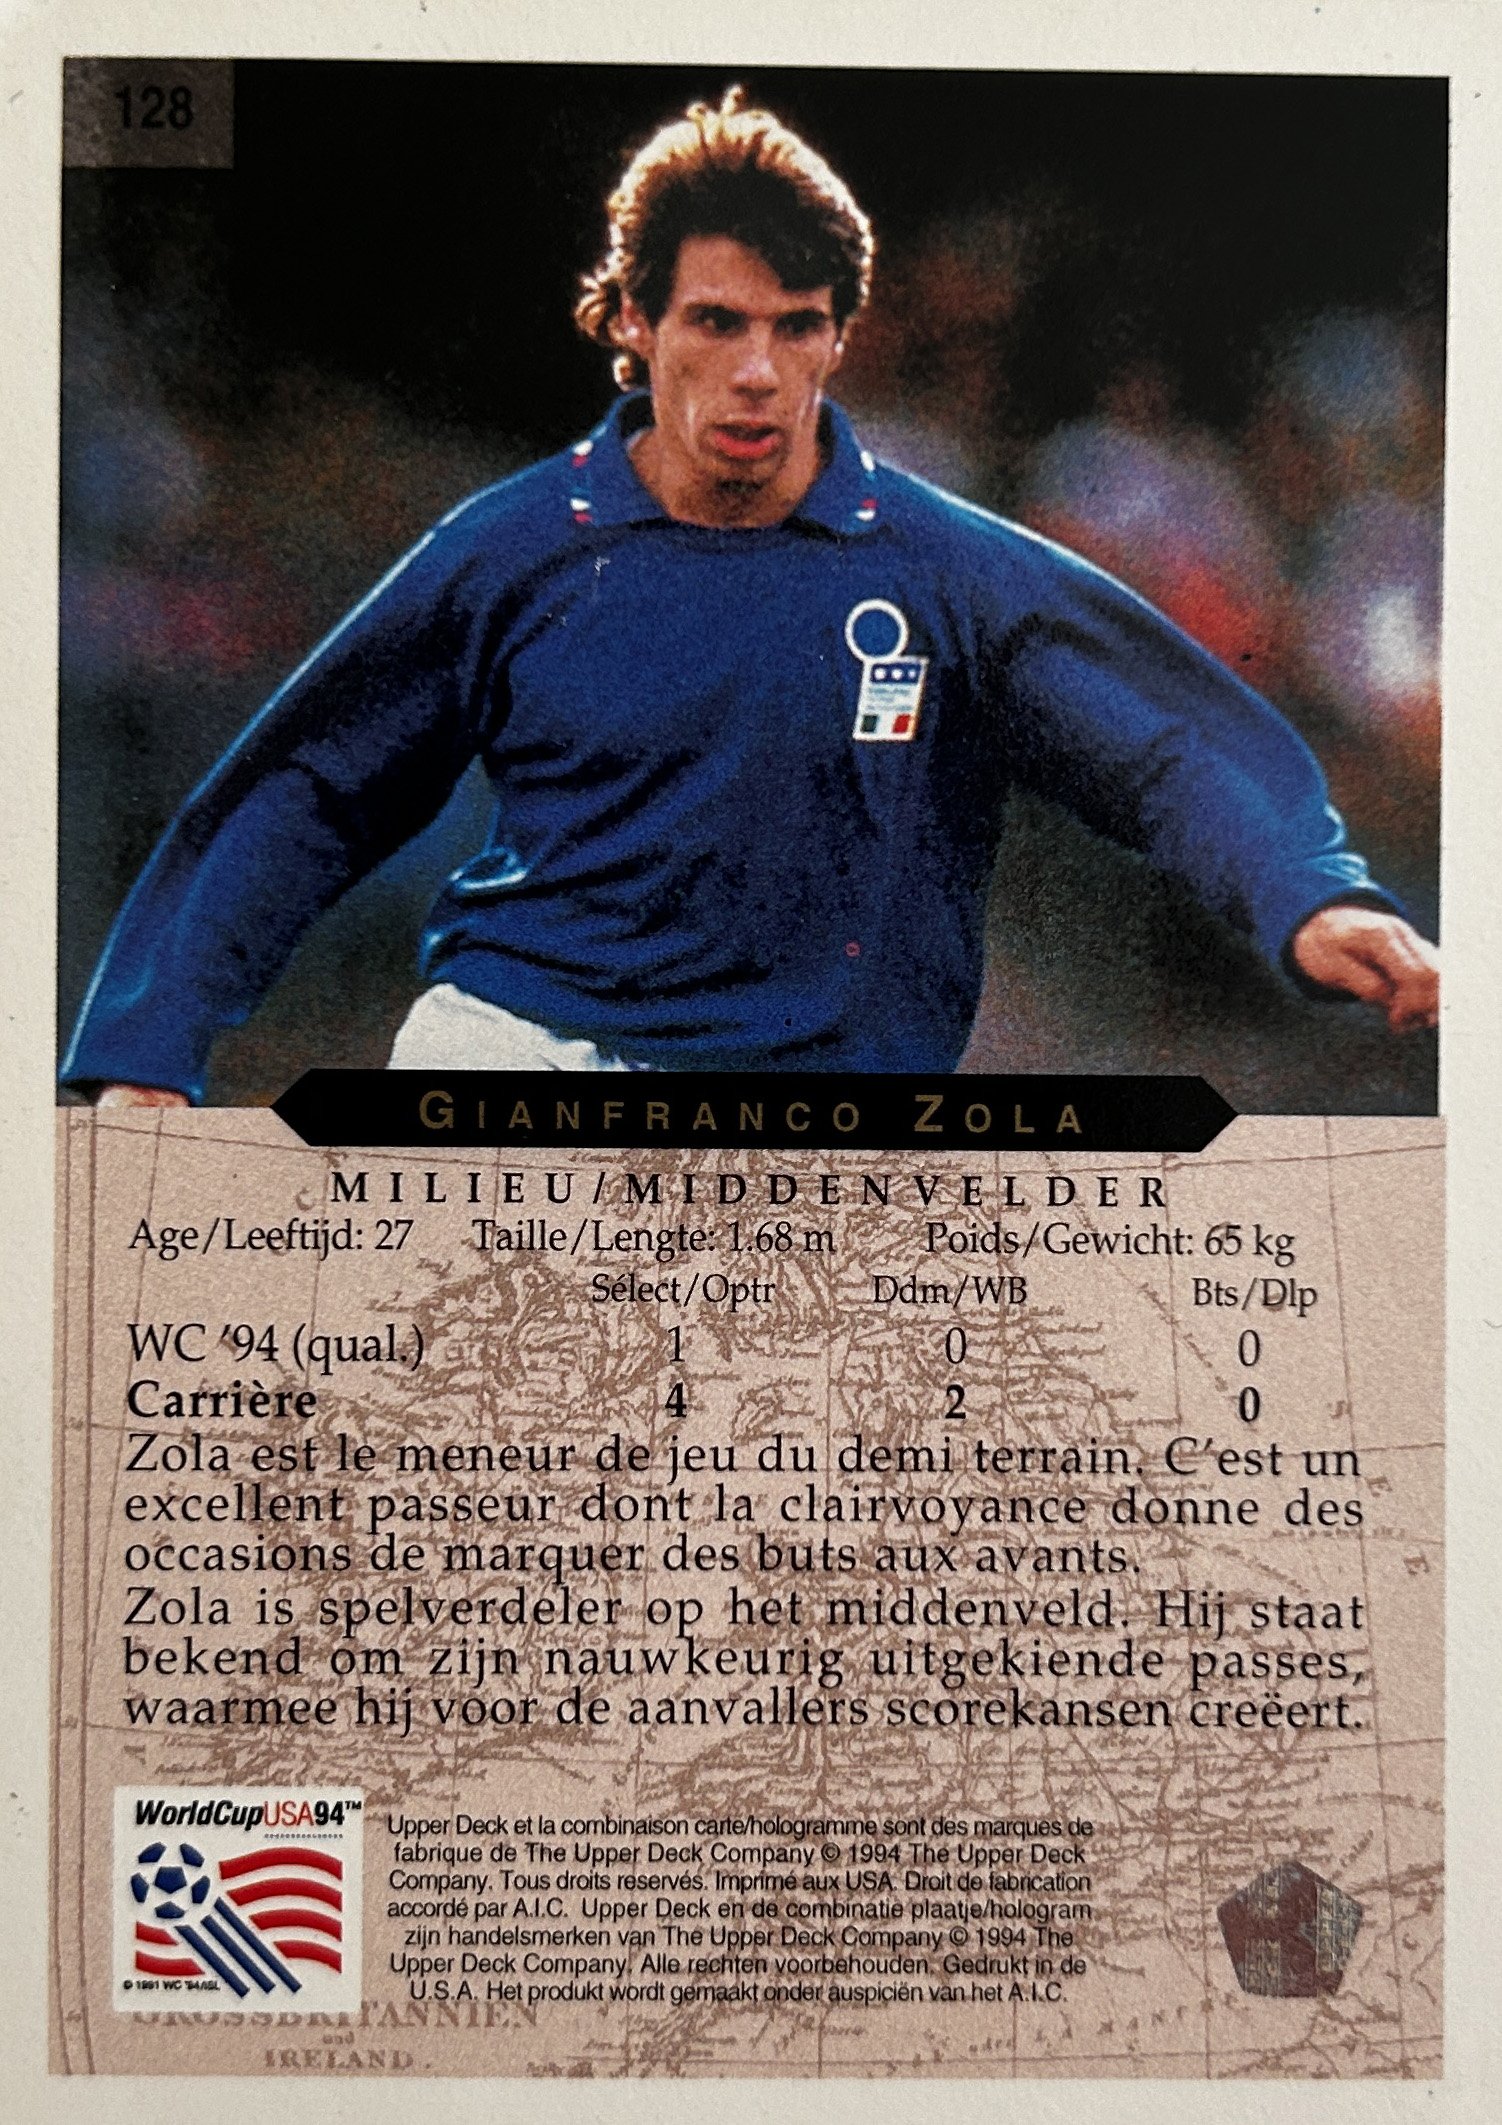 128
GIANFRANCO ZOLA
MILIEU/MIDDENVELDER
Age/Leeftijd: 27 Taille/Lengte: 1.68 m Poids/Gewicht: 65 kg
Sélect/Optr Ddm/WB Bts/Dlp
WC '94 (qual.) 1 0 0
Carrière 4 2 0
Zola est le meneur de jeu du demi terrain. C'est un
excellent passeur dont la clairvoyance donne des
occasions de marquer des buts aux avants.
Zola is spelverdeler op het middenveld. Hij staat
bekend om zijn nauwkeurig uitgekiende passes,
waarmee hij voor de aanvallers scorekansen creëert.
WorldCupUSA94™
© 1991 WC '94/ISL
Upper Deck et la combinaison carte/hologramme sont des marques de
fabrique de The Upper Deck Company © 1994 The Upper Deck
Company. Tous droits reservés. Imprimé aux USA. Droit de fabrication
accordé par A.I.C. Upper Deck en de combinatie plaatje/hologram
zijn handelsmerken van The Upper Deck Company © 1994 The
Upper Deck Company. Alle rechten voorbehouden. Gedrukt in de
U.S.A. Het produkt wordt gemaakt onder auspiciën van het A.I.C.
GROSSBRITANNIEN
und
IRELAND.